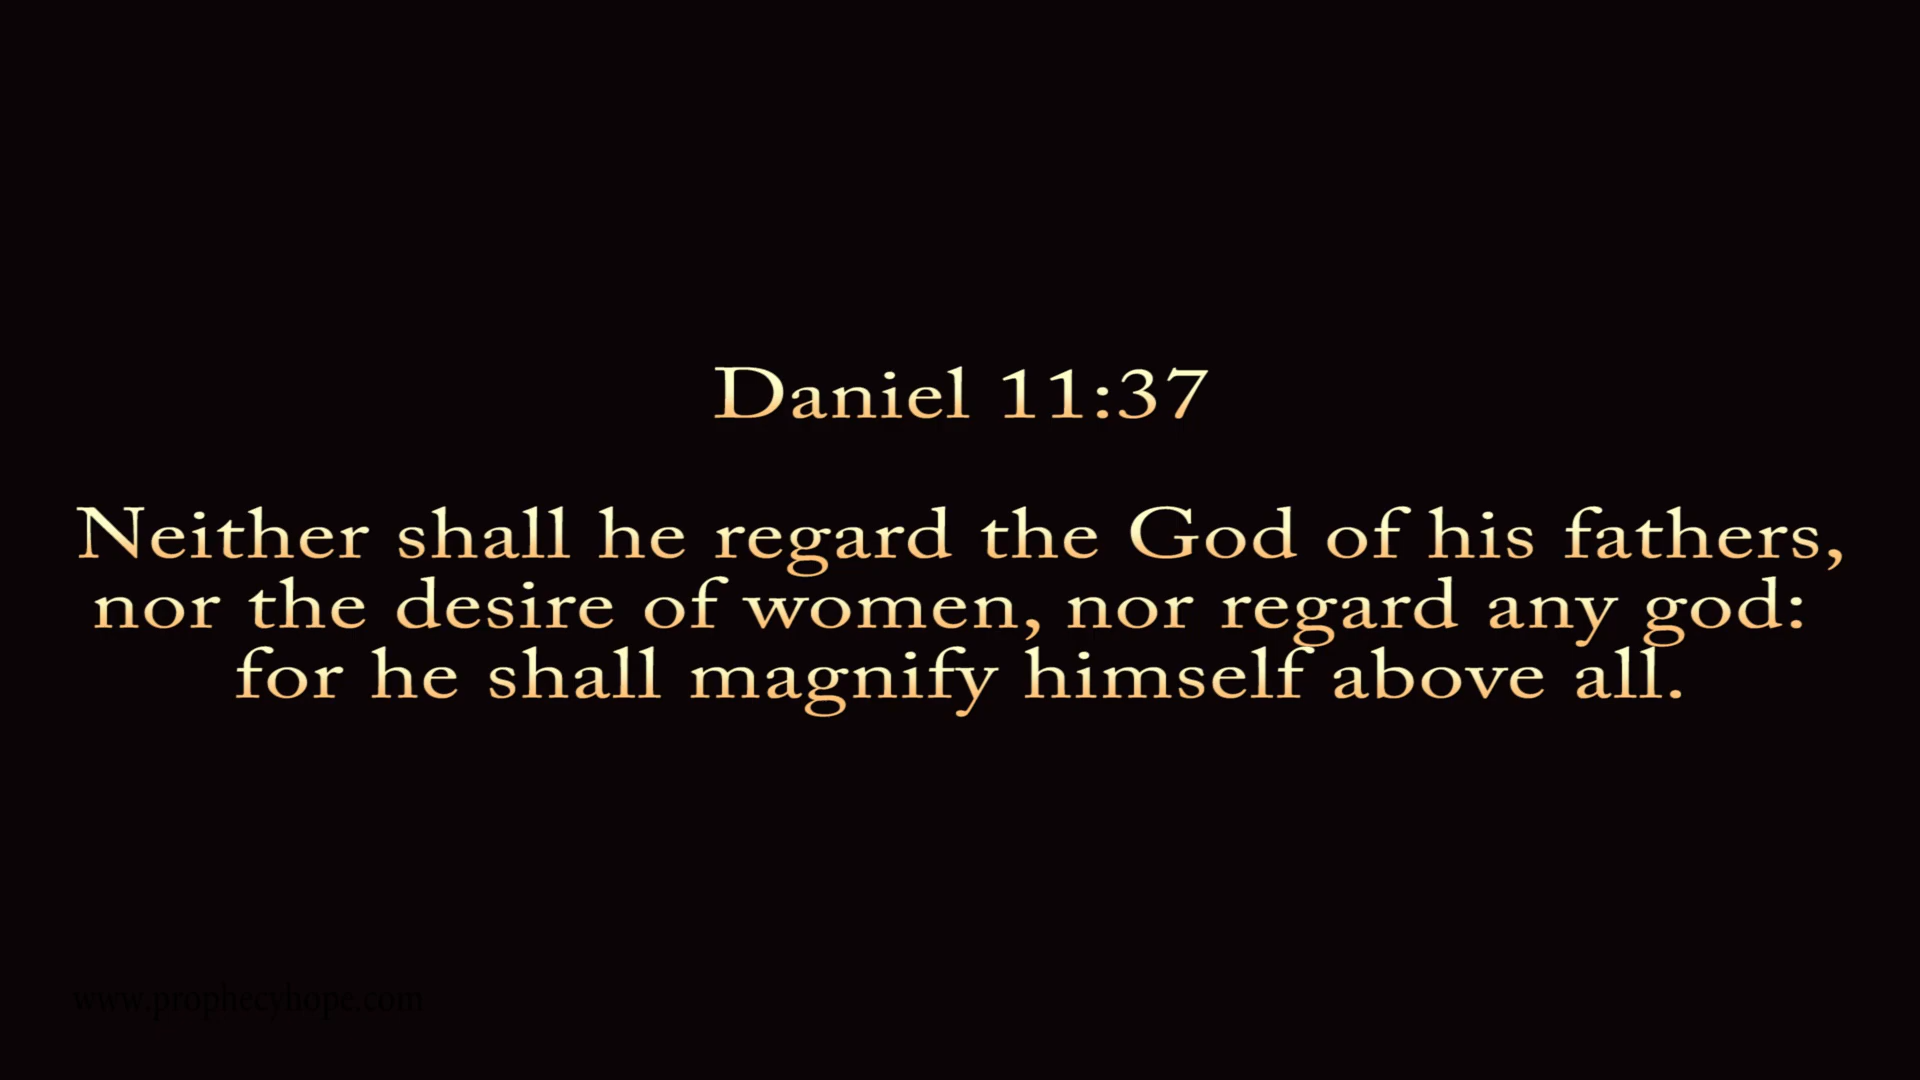 Daniel 11:37
Neither shall he regard the God of his fathers,
nor the desire of women, nor regard any god:
for he shall magnify himself above all.
www.prophecyhope.com